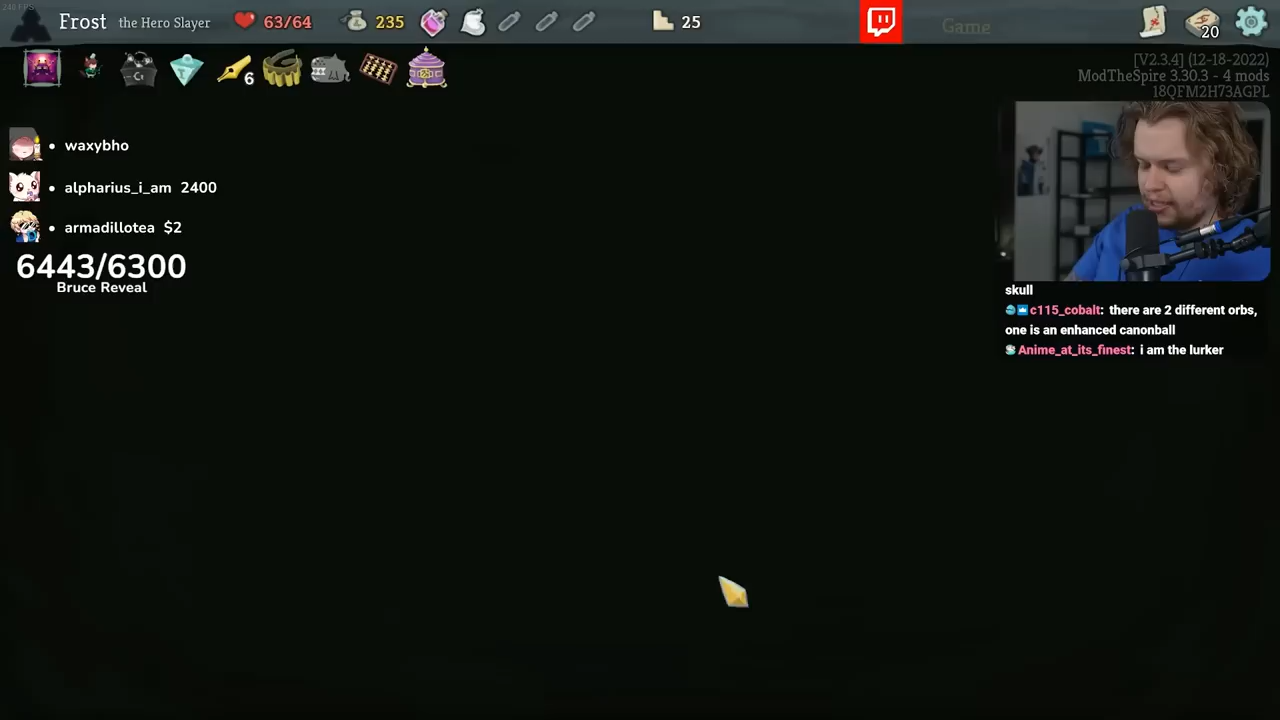 240 FPS
Frost the Hero Slayer 63/64 235 25 Game 20
6
[V2.3.4] (12-18-2022)
ModTheSpire 3.30.3 - 4 mods
18QFM2H73AGPL
waxybho
alpharius_i_am 2400
armadillotea $2
6443/6300
Bruce Reveal
skull
c115_cobalt: there are 2 different orbs,
one is an enhanced canonball
Anime_at_its_finest: i am the lurker